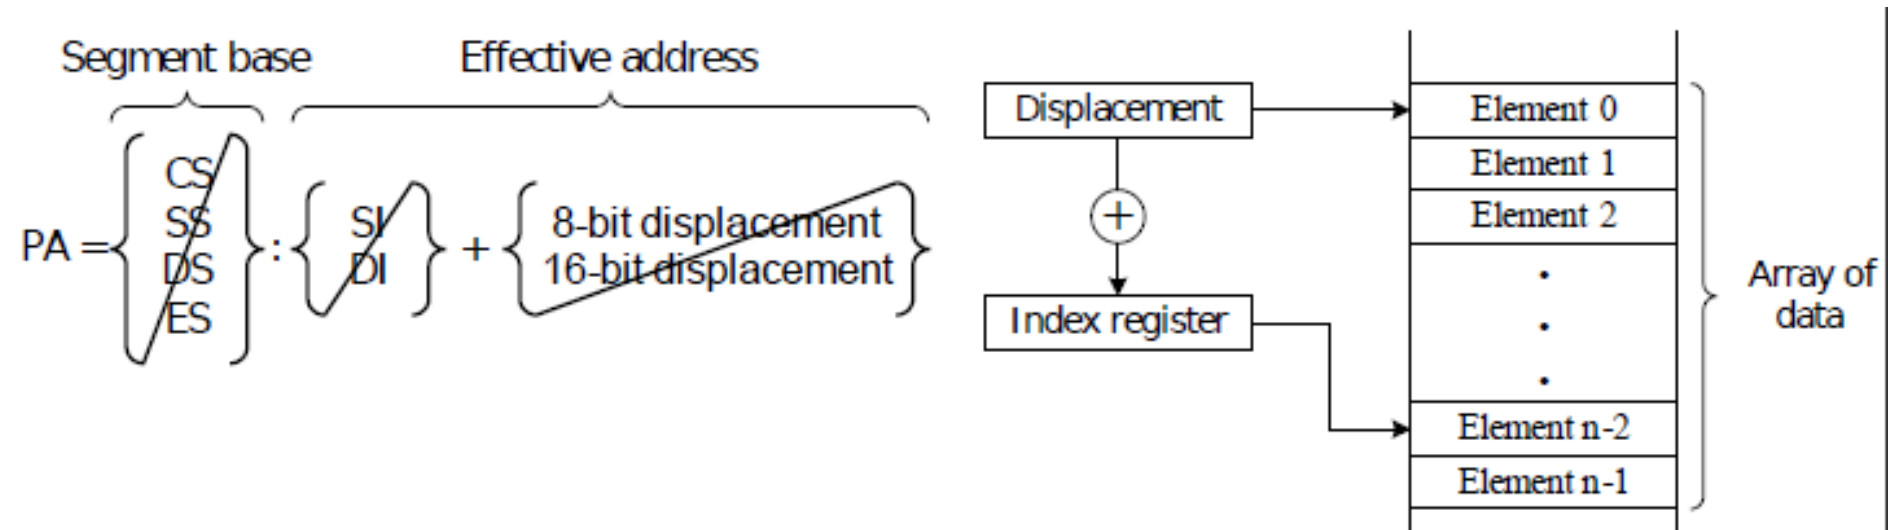 Segment base
Effective address
PA = { CS SS DS ES } : { SI DI } + { 8-bit displacement 16-bit displacement }
Displacement
+
Index register
Element 0
Element 1
Element 2
.
.
.
Element n-2
Element n-1
Array of
data